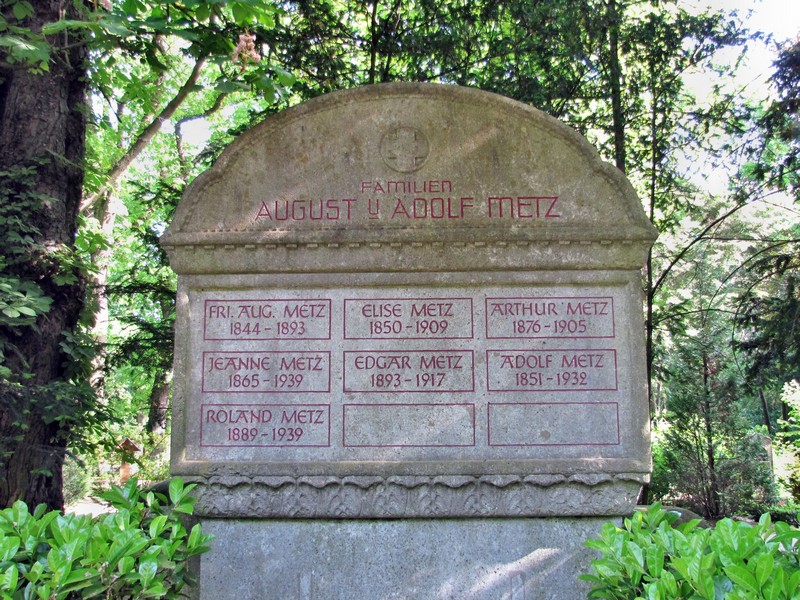 FAMILIEN
AUGUST U ADOLF METZ
FRI. AUG. METZ
1844 - 1893
ELISE METZ
1850 - 1909
ARTHUR METZ
1876 - 1905
JEANNE METZ
1865 - 1939
EDGAR METZ
1893 - 1917
ADOLF METZ
1851 - 1932
ROLAND METZ
1889 - 1939